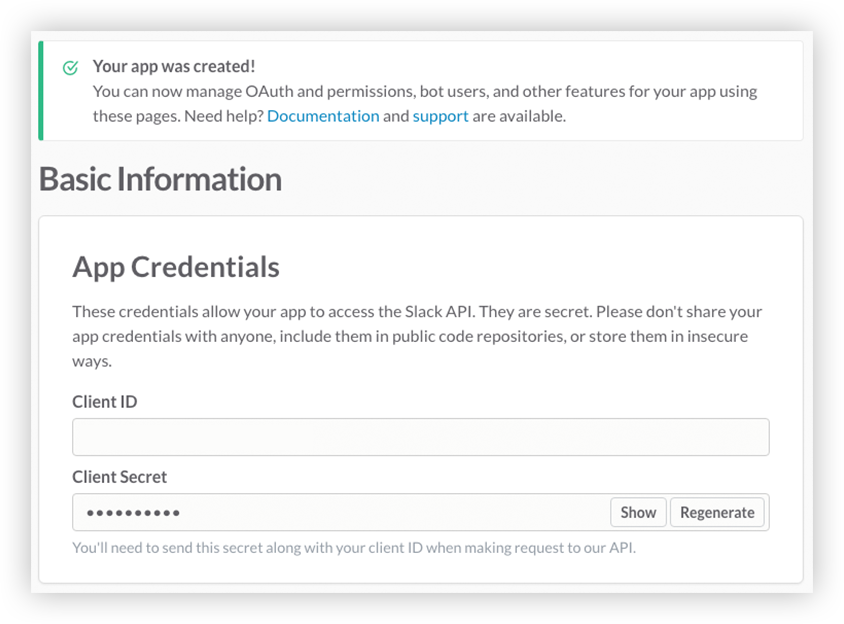 Your app was created!
You can now manage OAuth and permissions, bot users, and other features for your app using
these pages. Need help? Documentation and support are available.
Basic Information
App Credentials
These credentials allow your app to access the Slack API. They are secret. Please don't share your
app credentials with anyone, include them in public code repositories, or store them in insecure
ways.
Client ID
Client Secret
•••••••••• Show Regenerate
You'll need to send this secret along with your client ID when making request to our API.